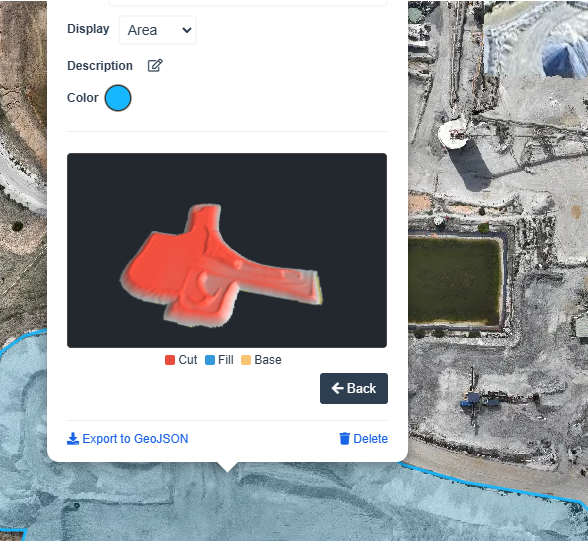 Display Area
Description
Color
Cut Fill Base
Back
Export to GeoJSON Delete